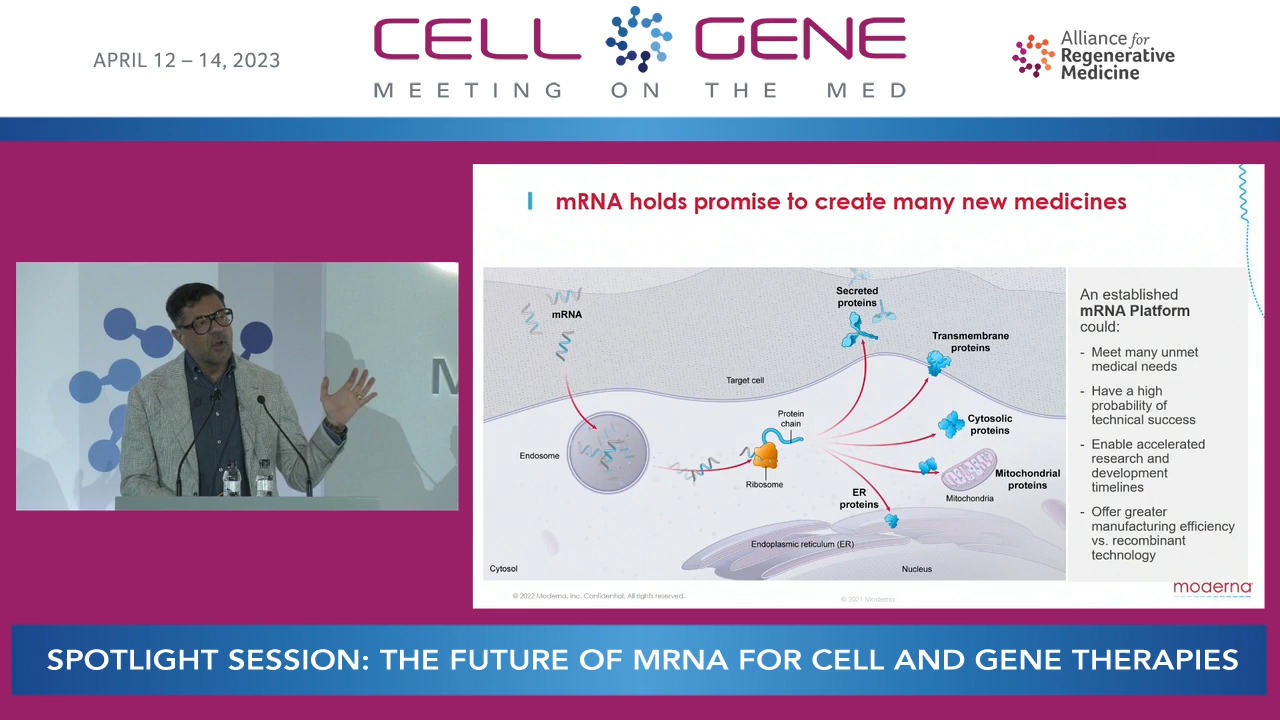 APRIL 12 – 14, 2023
CELL GENE
MEETING ON THE MED
Alliance for
Regenerative
Medicine
mRNA holds promise to create many new medicines
mRNA
Secreted
proteins
Transmembrane
proteins
Target cell
Protein
chain
Cytosolic
proteins
Endosome
Ribosome
Mitochondrial
proteins
Mitochondria
ER
proteins
Endoplasmic reticulum (ER)
Cytosol
Nucleus
An established
mRNA Platform
could:
- Meet many unmet
medical needs
- Have a high
probability of
technical success
- Enable accelerated
research and
development
timelines
- Offer greater
manufacturing efficiency
vs. recombinant
technology
moderna
© 2022 Moderna, Inc. Confidential. All rights reserved.
© 2021 Moderna
M
SPOTLIGHT SESSION: THE FUTURE OF MRNA FOR CELL AND GENE THERAPIES